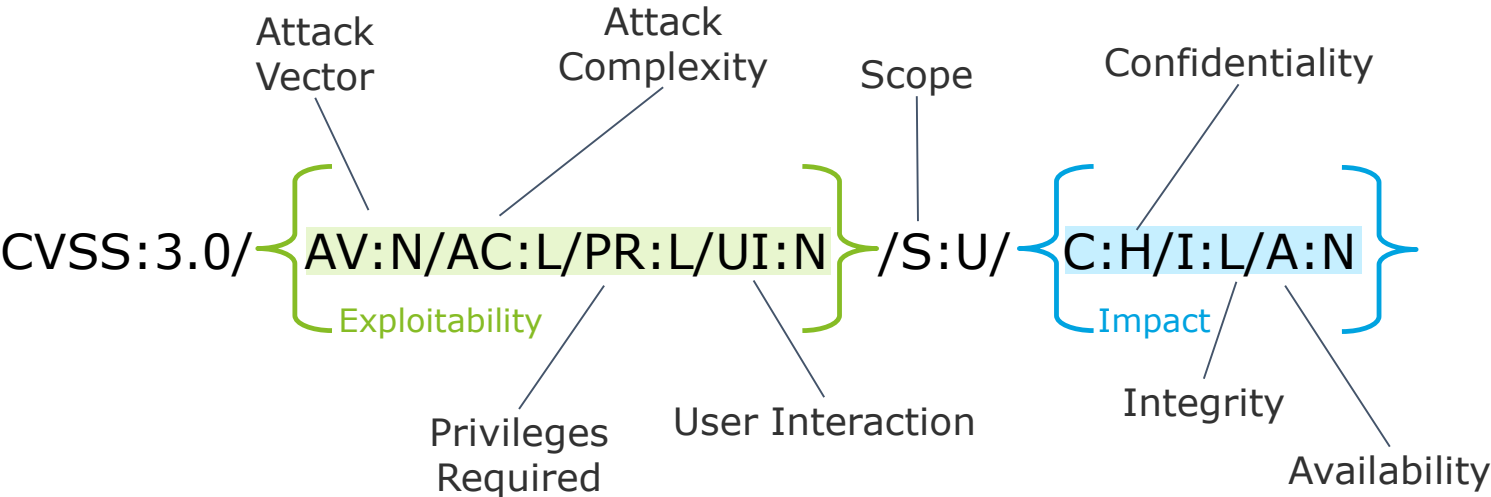 Attack
Vector
Attack
Complexity
Scope
Confidentiality
CVSS:3.0/ AV:N/AC:L/PR:L/UI:N /S:U/ C:H/I:L/A:N
Exploitability
Impact
Privileges
Required
User Interaction
Integrity
Availability